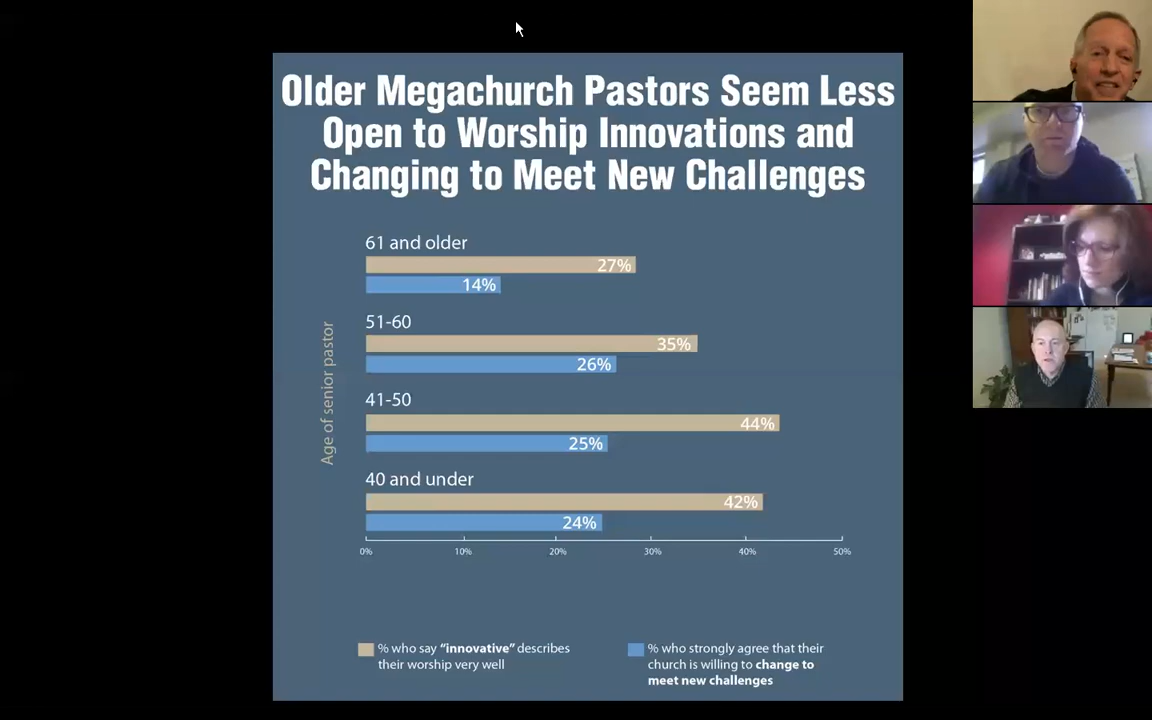 Older Megachurch Pastors Seem Less
Open to Worship Innovations and
Changing to Meet New Challenges
Age of senior pastor
61 and older
27%
14%
51-60
35%
26%
41-50
44%
25%
40 and under
42%
24%
0%
10%
20%
30%
40%
50%
% who say “innovative” describes
their worship very well
% who strongly agree that their
church is willing to change to
meet new challenges